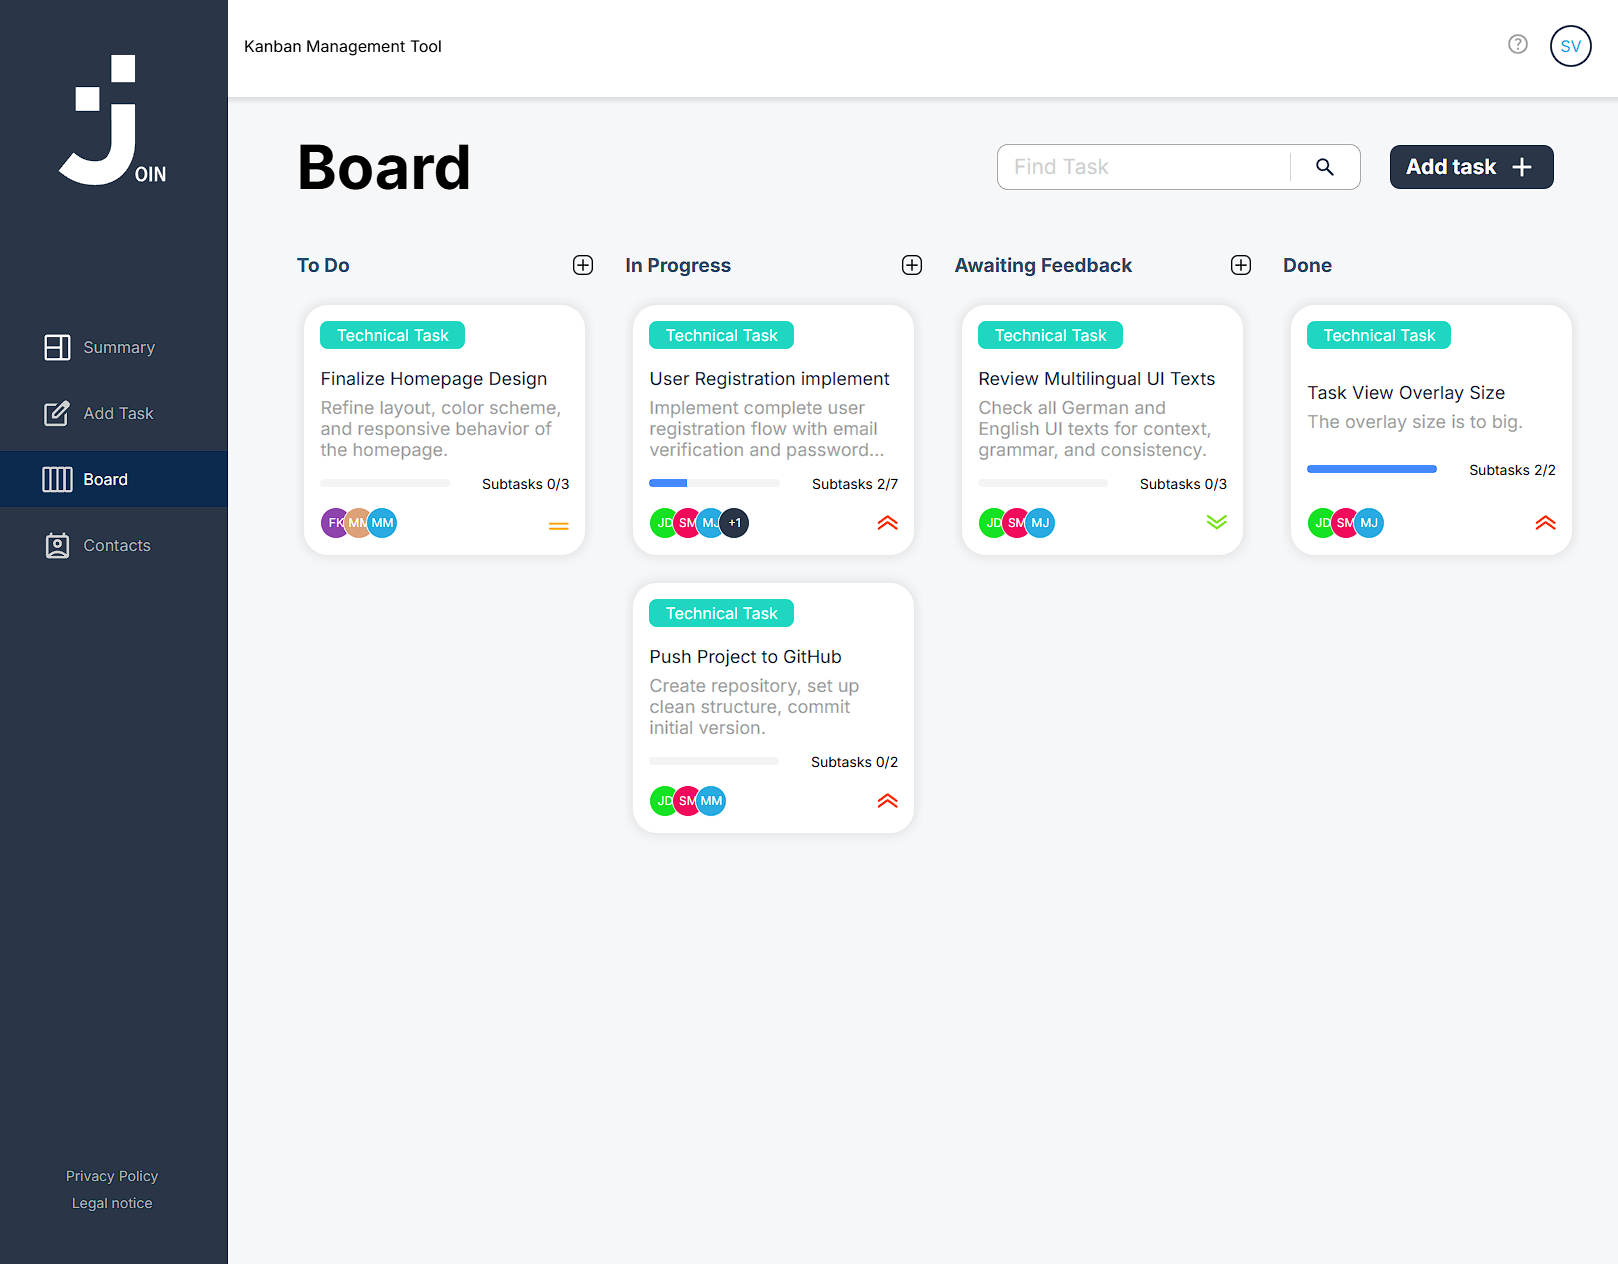 OIN
Summary
Add Task
Board
Contacts
Privacy Policy
Legal notice
Kanban Management Tool
?
SV
Board
Find Task
Add task
To Do
Technical Task
Finalize Homepage Design
Refine layout, color scheme,
and responsive behavior of
the homepage.
Subtasks 0/3
FK MM MM
In Progress
Technical Task
User Registration implement
Implement complete user
registration flow with email
verification and password...
Subtasks 2/7
JD SM MJ +1
Technical Task
Push Project to GitHub
Create repository, set up
clean structure, commit
initial version.
Subtasks 0/2
JD SM MM
Awaiting Feedback
Technical Task
Review Multilingual UI Texts
Check all German and
English UI texts for context,
grammar, and consistency.
Subtasks 0/3
JD SM MJ
Done
Technical Task
Task View Overlay Size
The overlay size is to big.
Subtasks 2/2
JD SM MJ